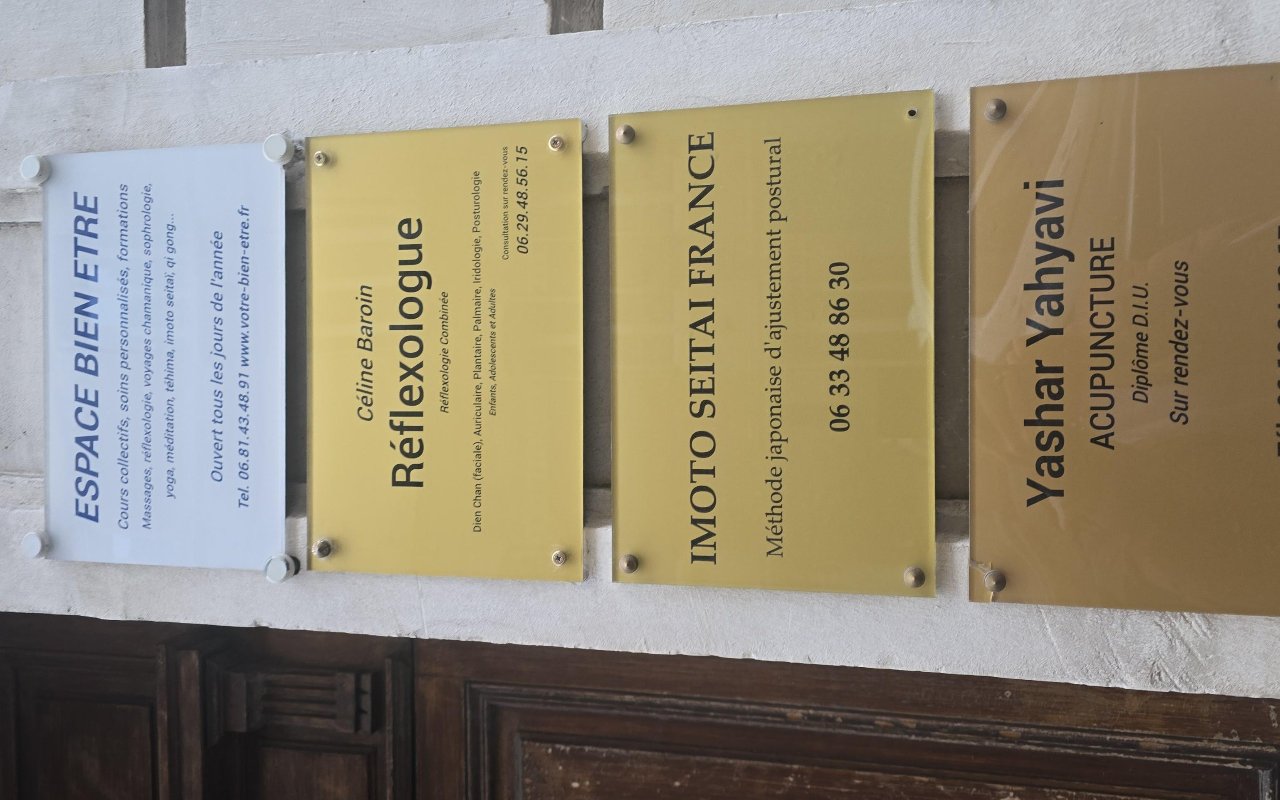 ESPACE BIEN ETRE
Cours collectifs, soins personnalisés, formations
Massages, réflexologie, voyages chamanique, sophrologie,
yoga, méditation, téhima, imoto seitaï, qi gong...
Ouvert tous les jours de l'année
Tel. 06.81.43.48.91 www.votre-bien-etre.fr
Céline Baroin
Réflexologue
Réflexologie Combinée
Dien Chan (faciale), Auriculaire, Plantaire, Palmaire, Iridologie, Posturologie
Enfants, Adolescents et Adultes
Consultation sur rendez-vous
06.29.48.56.15
IMOTO SEITAI FRANCE
Méthode japonaise d'ajustement postural
06 33 48 86 30
Yashar Yahyavi
ACUPUNCTURE
Diplôme D.I.U.
Sur rendez-vous